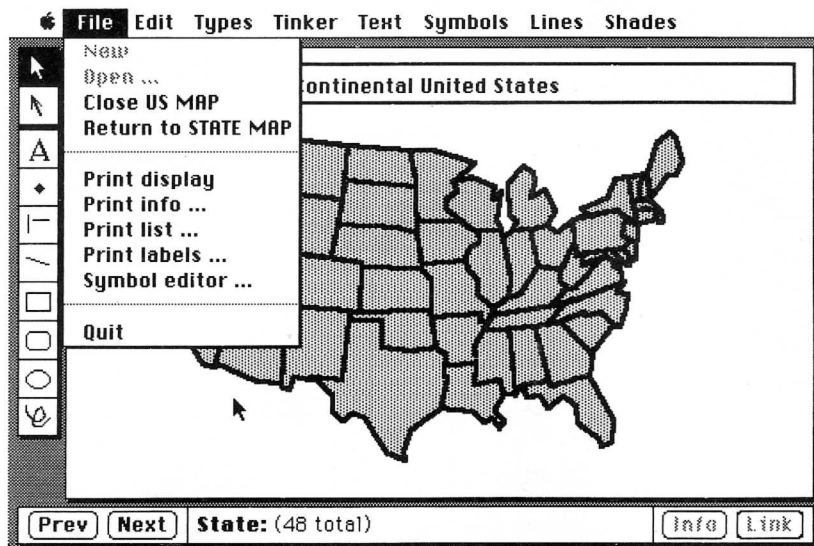 File Edit Types Tinker Text Symbols Lines Shades
New
Open ...
Close US MAP
Return to STATE MAP
Print display
Print info ...
Print list ...
Print labels ...
Symbol editor ...
Quit
ontinental United States
A
Prev Next State: (48 total) Info Link